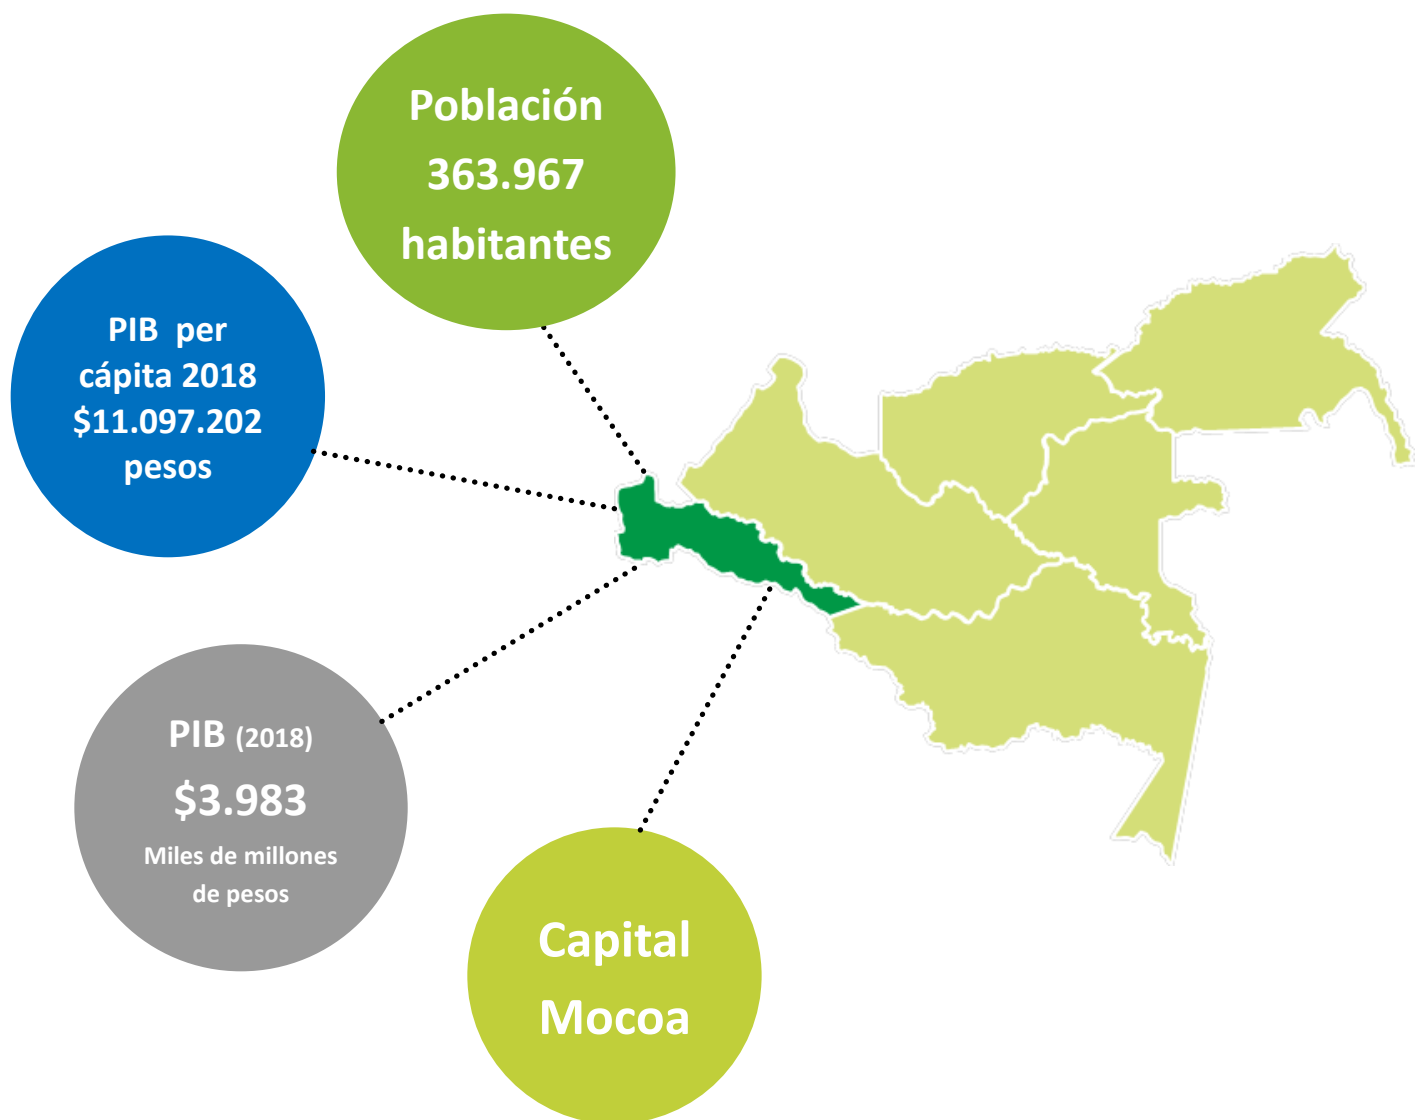 Población
363.967
habitantes
PIB per
cápita 2018
$11.097.202
pesos
PIB (2018)
$3.983
Miles de millones
de pesos
Capital
Mocoa